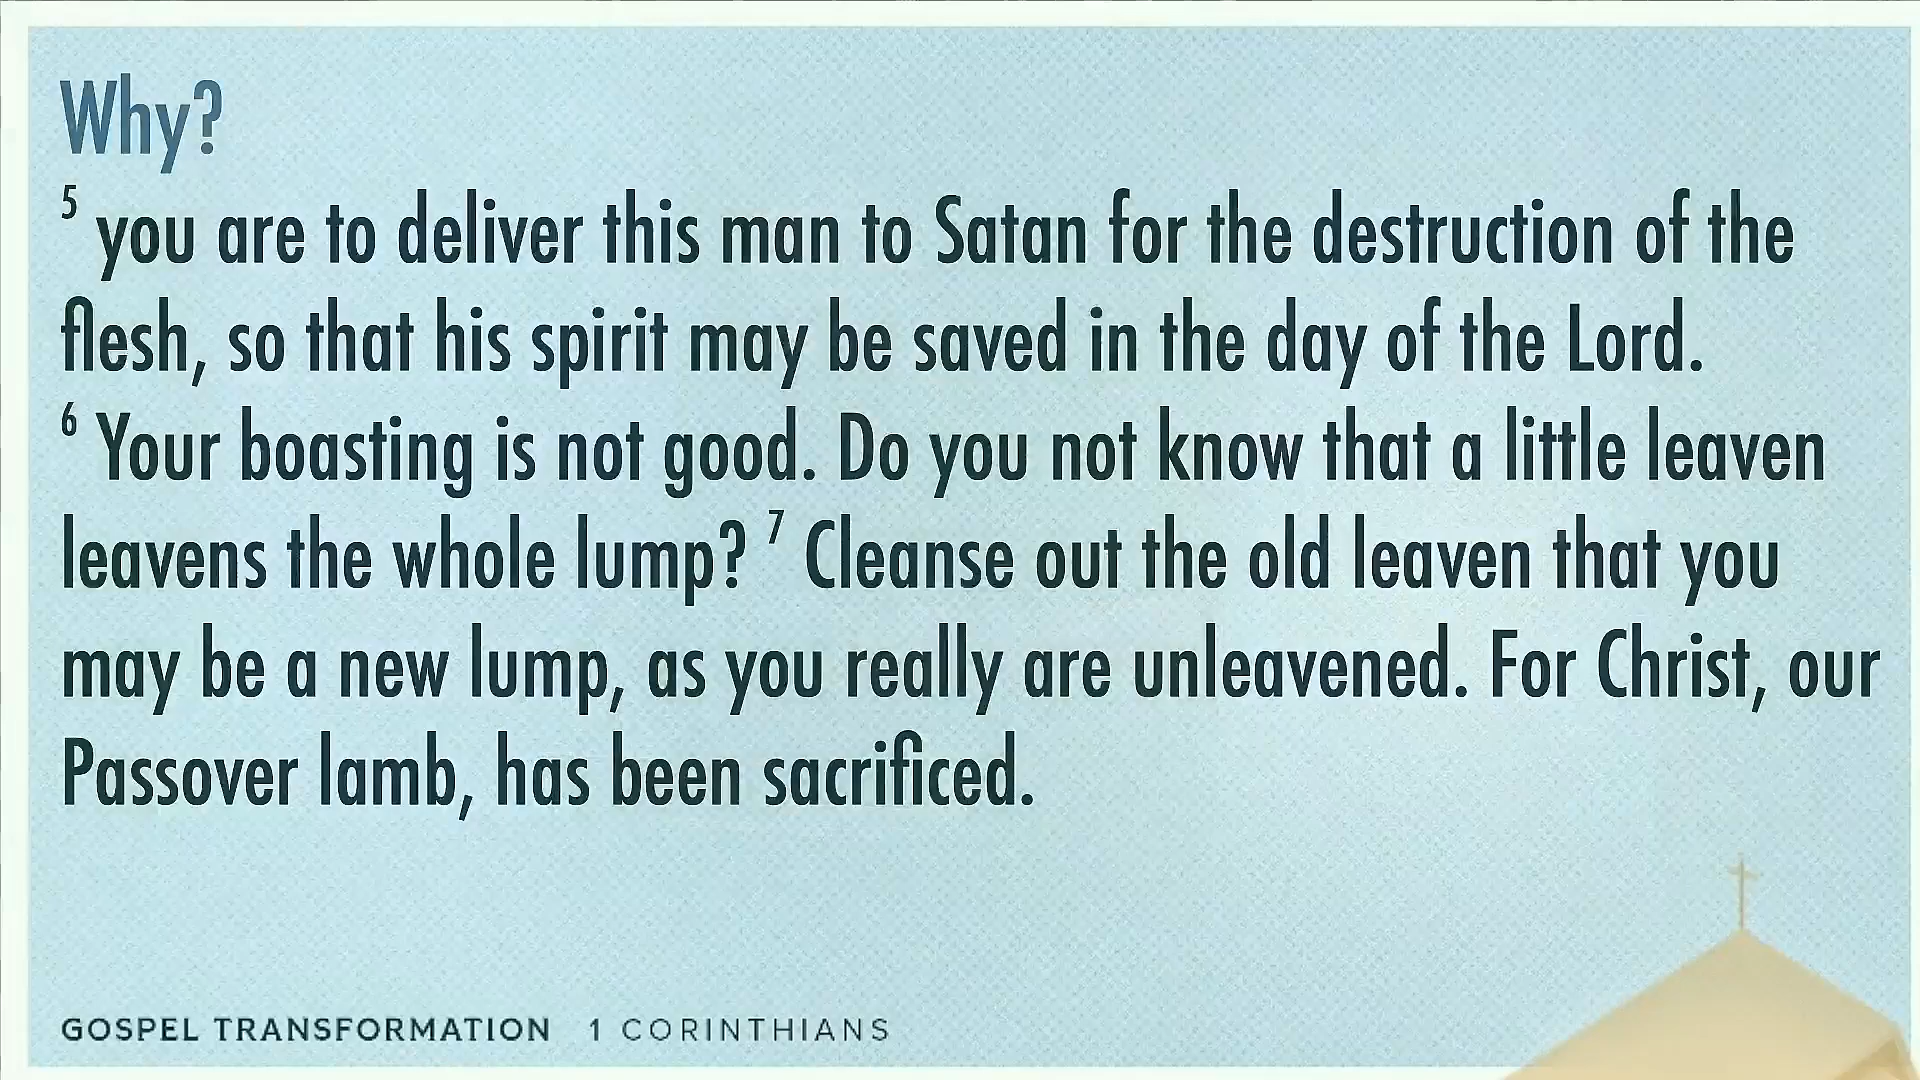 Why?
5 you are to deliver this man to Satan for the destruction of the
flesh, so that his spirit may be saved in the day of the Lord.
6 Your boasting is not good. Do you not know that a little leaven
leavens the whole lump? 7 Cleanse out the old leaven that you
may be a new lump, as you really are unleavened. For Christ, our
Passover lamb, has been sacrificed.
GOSPEL TRANSFORMATION 1 CORINTHIANS